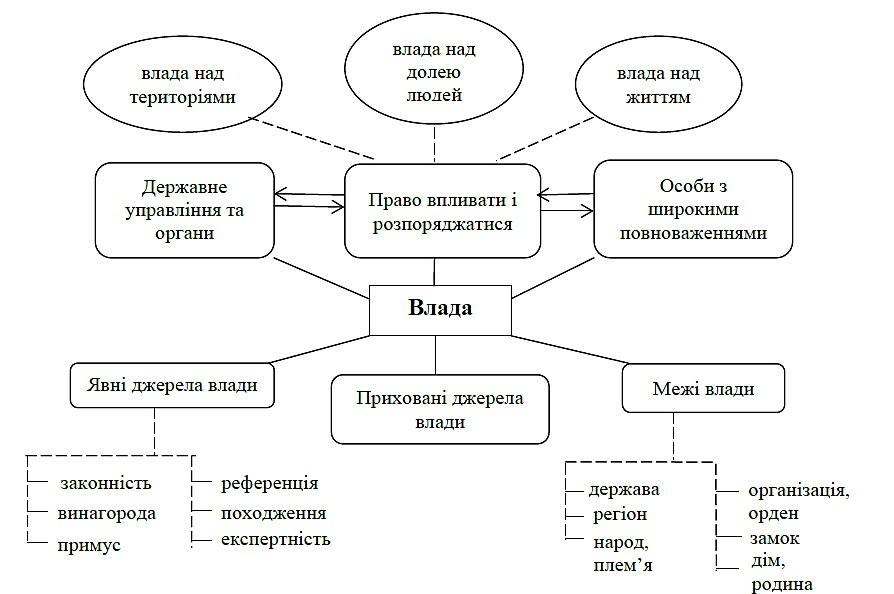 влада над
територіями
влада над
долею
людей
влада над
життям
Державне
управління та
органи
Право впливати і
розпоряджатися
Особи з
широкими
повноваженнями
Влада
Явні джерела влади
Приховані джерела
влади
Межі влади
законність
винагорода
примус
референція
походження
експертність
держава
регіон
народ,
плем’я
організація,
орден
замок
дім,
родина